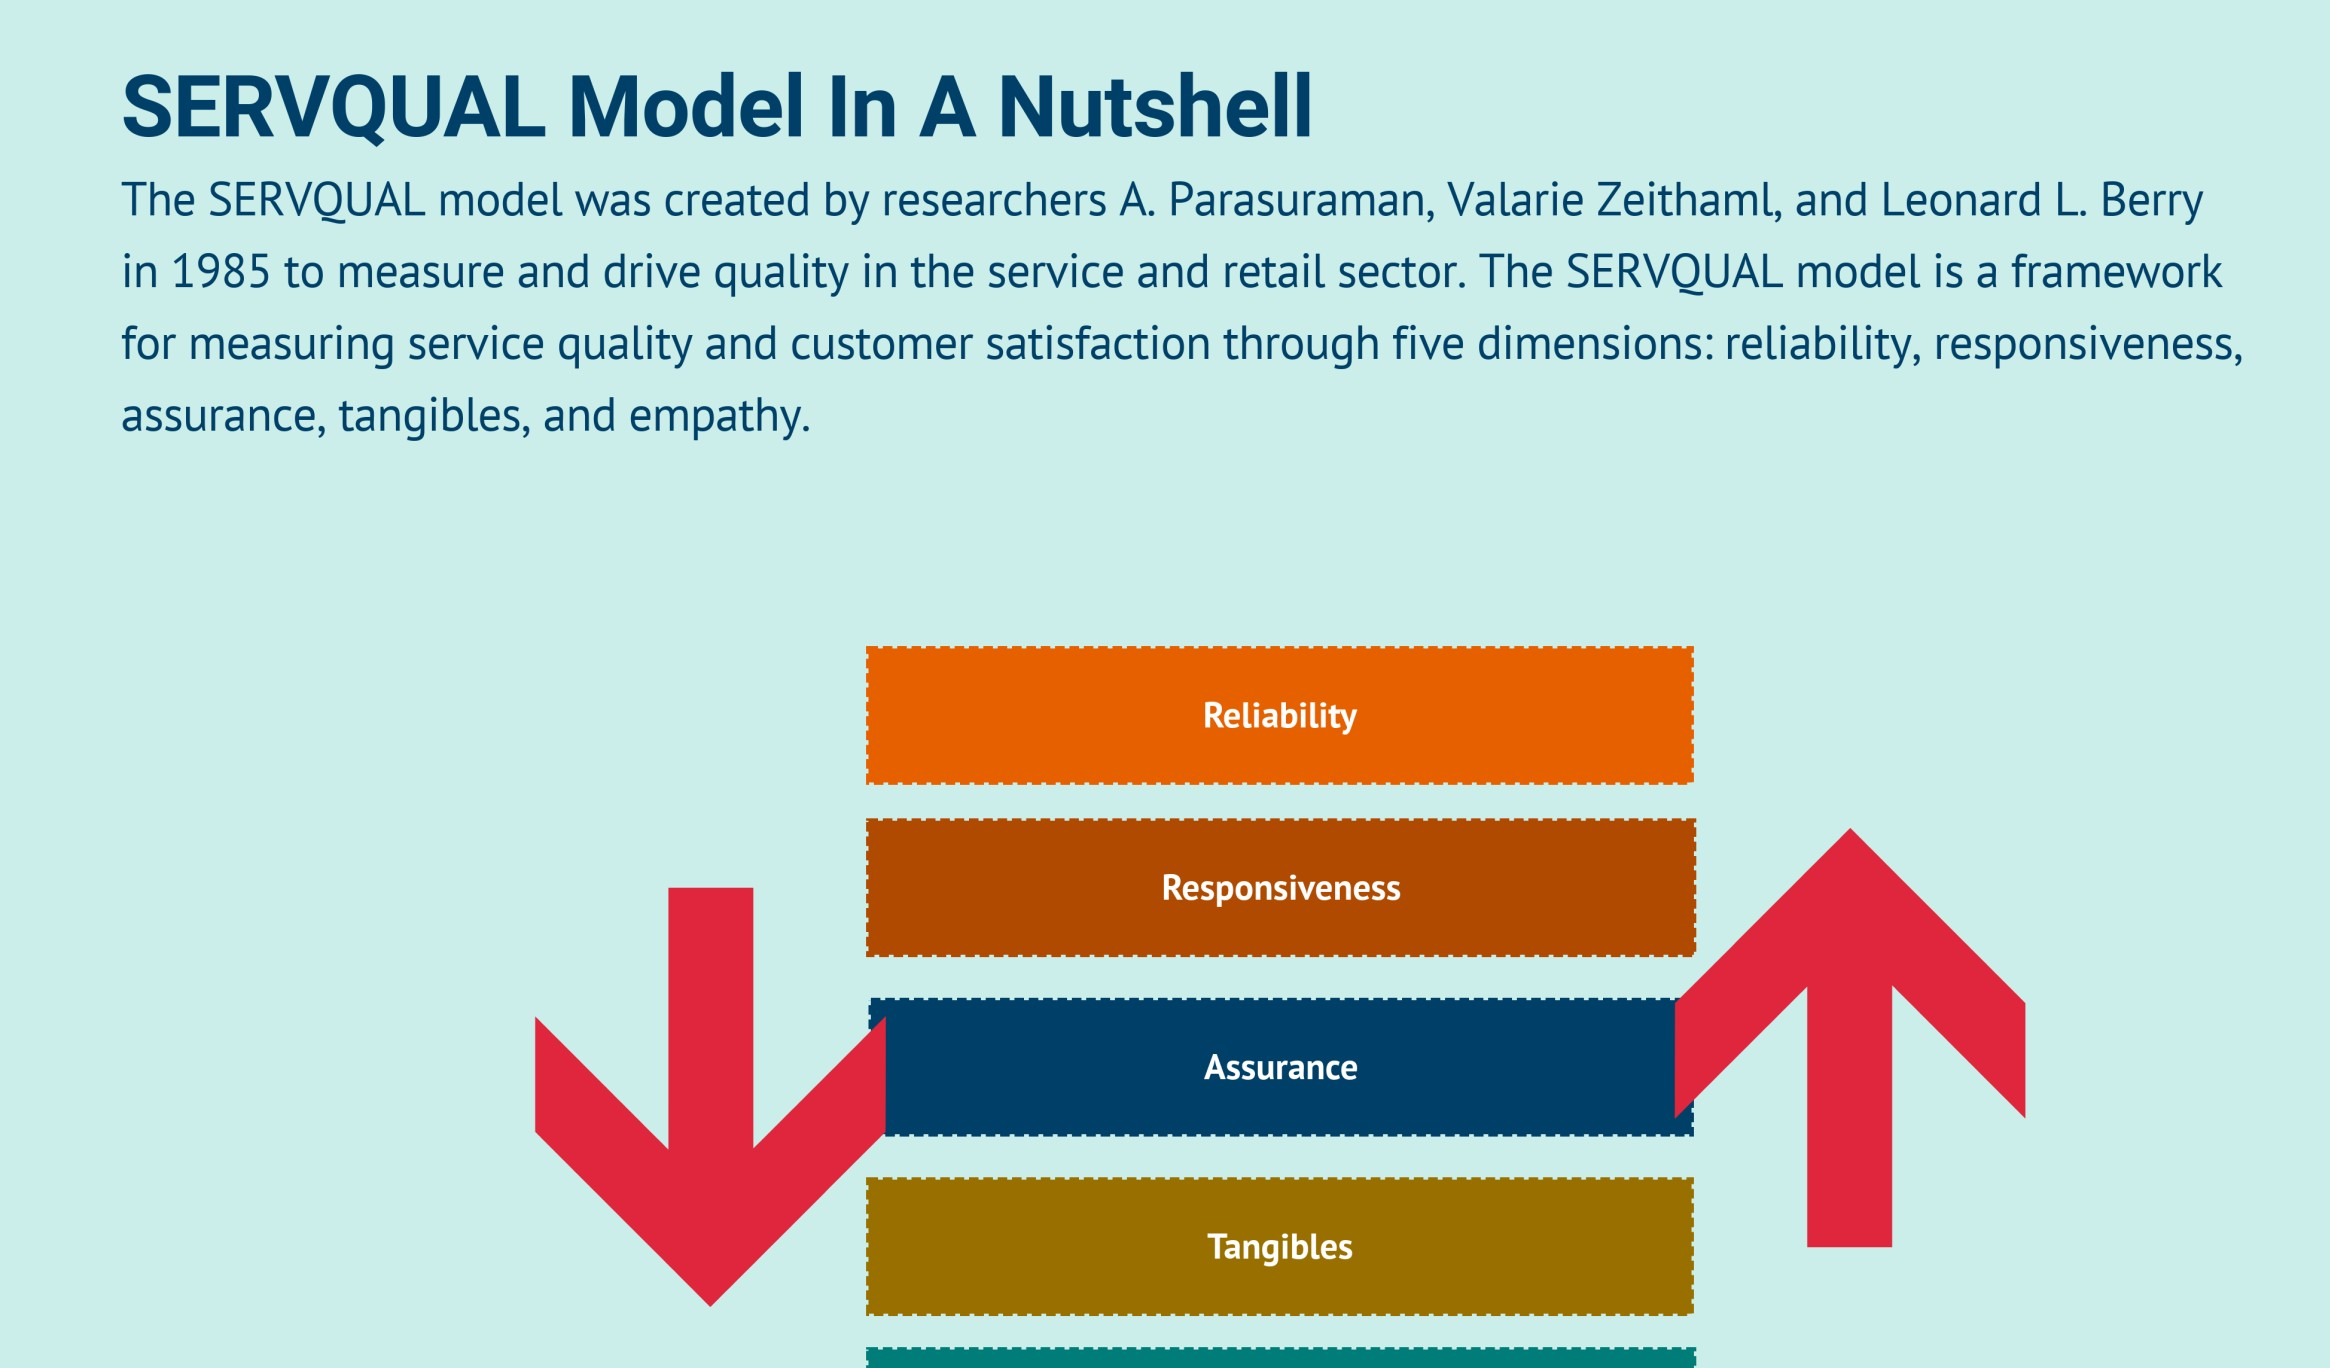 SERVQUAL Model In A Nutshell
The SERVQUAL model was created by researchers A. Parasuraman, Valarie Zeithaml, and Leonard L. Berry
in 1985 to measure and drive quality in the service and retail sector. The SERVQUAL model is a framework
for measuring service quality and customer satisfaction through five dimensions: reliability, responsiveness,
assurance, tangibles, and empathy.
Reliability
Responsiveness
Assurance
Tangibles